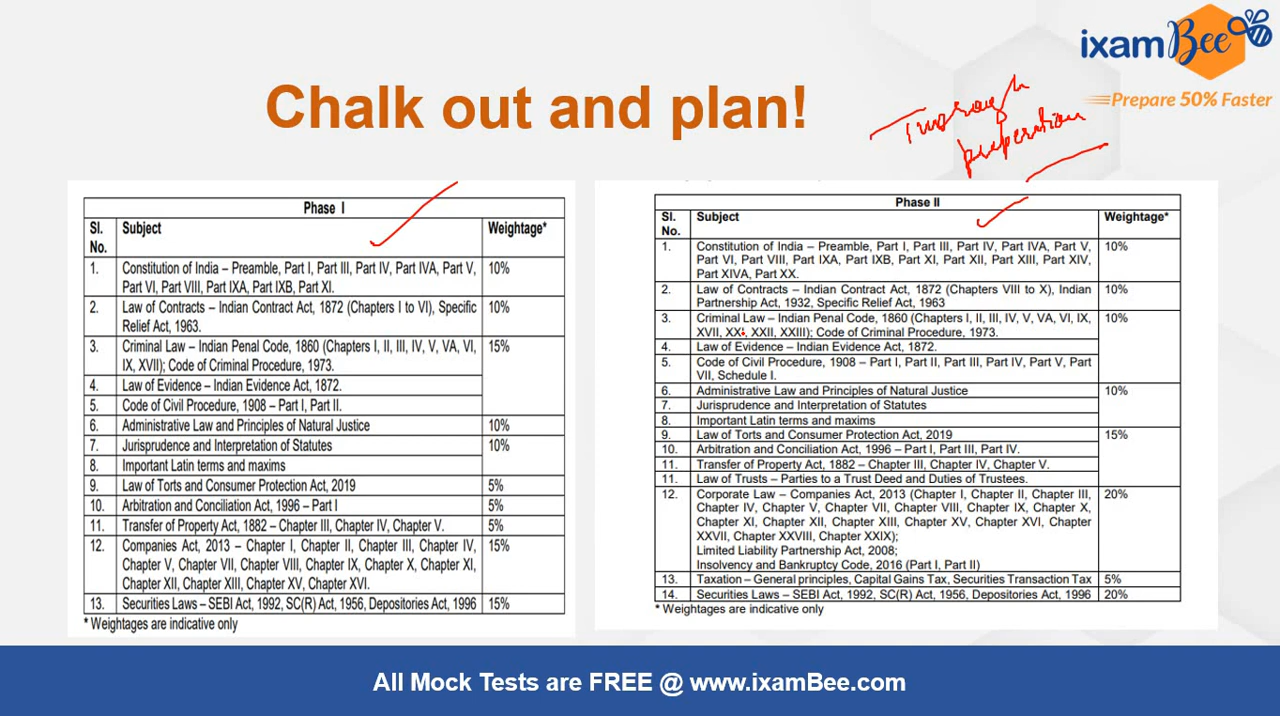 ixamBee
Prepare 50% Faster
Chalk out and plan!
preparation
Phase I
Sl. No. Subject Weightage*
1. Constitution of India – Preamble, Part I, Part III, Part IV, Part IVA, Part V,
Part VI, Part VIII, Part IXA, Part IXB, Part XI. 10%
2. Law of Contracts – Indian Contract Act, 1872 (Chapters I to VI), Specific
Relief Act, 1963. 10%
3. Criminal Law – Indian Penal Code, 1860 (Chapters I, II, III, IV, V, VA, VI,
IX, XVII); Code of Criminal Procedure, 1973. 15%
4. Law of Evidence – Indian Evidence Act, 1872.
5. Code of Civil Procedure, 1908 – Part I, Part II.
6. Administrative Law and Principles of Natural Justice 10%
7. Jurisprudence and Interpretation of Statutes 10%
8. Important Latin terms and maxims
9. Law of Torts and Consumer Protection Act, 2019 5%
10. Arbitration and Conciliation Act, 1996 – Part I 5%
11. Transfer of Property Act, 1882 – Chapter III, Chapter IV, Chapter V. 5%
12. Companies Act, 2013 – Chapter I, Chapter II, Chapter III, Chapter IV,
Chapter V, Chapter VII, Chapter VIII, Chapter IX, Chapter X, Chapter XI,
Chapter XII, Chapter XIII, Chapter XV, Chapter XVI. 15%
13. Securities Laws – SEBI Act, 1992, SC(R) Act, 1956, Depositories Act, 1996 15%
* Weightages are indicative only
Phase II
Sl. No. Subject Weightage*
1. Constitution of India – Preamble, Part I, Part III, Part IV, Part IVA, Part V,
Part VI, Part VIII, Part IXA, Part IXB, Part XI, Part XII, Part XIII, Part XIV,
Part XIVA, Part XX. 10%
2. Law of Contracts – Indian Contract Act, 1872 (Chapters VIII to X), Indian
Partnership Act, 1932, Specific Relief Act, 1963 10%
3. Criminal Law – Indian Penal Code, 1860 (Chapters I, II, III, IV, V, VA, VI, IX,
XVII, XXI, XXII, XXIII); Code of Criminal Procedure, 1973. 10%
4. Law of Evidence – Indian Evidence Act, 1872.
5. Code of Civil Procedure, 1908 – Part I, Part II, Part III, Part IV, Part V, Part
VII, Schedule I.
6. Administrative Law and Principles of Natural Justice 10%
7. Jurisprudence and Interpretation of Statutes
8. Important Latin terms and maxims
9. Law of Torts and Consumer Protection Act, 2019 15%
10. Arbitration and Conciliation Act, 1996 – Part I, Part III, Part IV.
11. Transfer of Property Act, 1882 – Chapter III, Chapter IV, Chapter V.
11. Law of Trusts – Parties to a Trust Deed and Duties of Trustees.
12. Corporate Law – Companies Act, 2013 (Chapter I, Chapter II, Chapter III,
Chapter IV, Chapter V, Chapter VII, Chapter VIII, Chapter IX, Chapter X,
Chapter XI, Chapter XII, Chapter XIII, Chapter XV, Chapter XVI, Chapter
XXVII, Chapter XXVIII, Chapter XXIX);
Limited Liability Partnership Act, 2008;
Insolvency and Bankruptcy Code, 2016 (Part I, Part II) 20%
13. Taxation – General principles, Capital Gains Tax, Securities Transaction Tax 5%
14. Securities Laws – SEBI Act, 1992, SC(R) Act, 1956, Depositories Act, 1996 20%
* Weightages are indicative only
All Mock Tests are FREE @ www.ixamBee.com